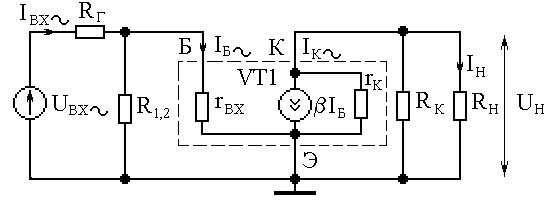 IВХ~
RГ
Б
IБ~
К
IК~
VT1
rК
IН
UВХ~
R1,2
rВХ
βIБ
RК
RН
UН
Э